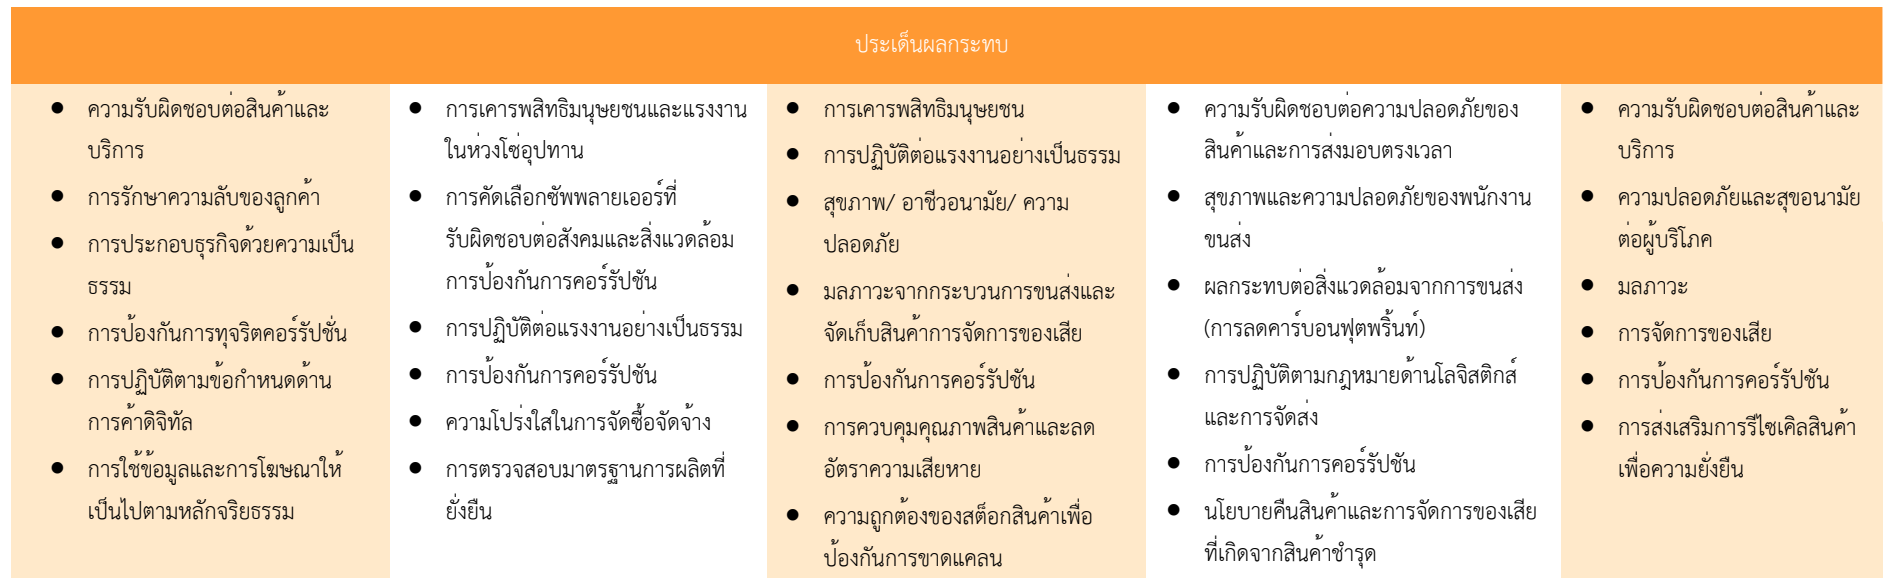 ประเด็นผลกระทบ
● ความรับผิดชอบต่อสินค้าและ
บริการ
● การรักษาความลับของลูกค้า
● การประกอบธุรกิจด้วยความเป็น
ธรรม
● การป้องกันการทุจริตคอร์รัปชั่น
● การปฏิบัติตามข้อกำหนดด้าน
การค้าดิจิทัล
● การใช้ข้อมูลและการโฆษณาให้
เป็นไปตามหลักจริยธรรม
● การเคารพสิทธิมนุษยชนและแรงงาน
ในห่วงโซ่อุปทาน
● การคัดเลือกซัพพลายเออร์ที่
รับผิดชอบต่อสังคมและสิ่งแวดล้อม
การป้องกันการคอร์รัปชัน
● การปฏิบัติต่อแรงงานอย่างเป็นธรรม
● การป้องกันการคอร์รัปชัน
● ความโปร่งใสในการจัดซื้อจัดจ้าง
● การตรวจสอบมาตรฐานการผลิตที่
ยั่งยืน
● การเคารพสิทธิมนุษยชน
● การปฏิบัติต่อแรงงานอย่างเป็นธรรม
● สุขภาพ/ อาชีวอนามัย/ ความ
ปลอดภัย
● มลภาวะจากกระบวนการขนส่งและ
จัดเก็บสินค้าการจัดการของเสีย
● การป้องกันการคอร์รัปชัน
● การควบคุมคุณภาพสินค้าและลด
อัตราความเสียหาย
● ความถูกต้องของสต็อกสินค้าเพื่อ
ป้องกันการขาดแคลน
● ความรับผิดชอบต่อความปลอดภัยของ
สินค้าและการส่งมอบตรงเวลา
● สุขภาพและความปลอดภัยของพนักงาน
ขนส่ง
● ผลกระทบต่อสิ่งแวดล้อมจากการขนส่ง
(การลดคาร์บอนฟุตพริ้นท์)
● การปฏิบัติตามกฎหมายด้านโลจิสติกส์
และการจัดส่ง
● การป้องกันการคอร์รัปชัน
● นโยบายคืนสินค้าและการจัดการของเสีย
ที่เกิดจากสินค้าชำรุด
● ความรับผิดชอบต่อสินค้าและ
บริการ
● ความปลอดภัยและสุขอนามัย
ต่อผู้บริโภค
● มลภาวะ
● การจัดการของเสีย
● การป้องกันการคอร์รัปชัน
● การส่งเสริมการรีไซเคิลสินค้า
เพื่อความยั่งยืน